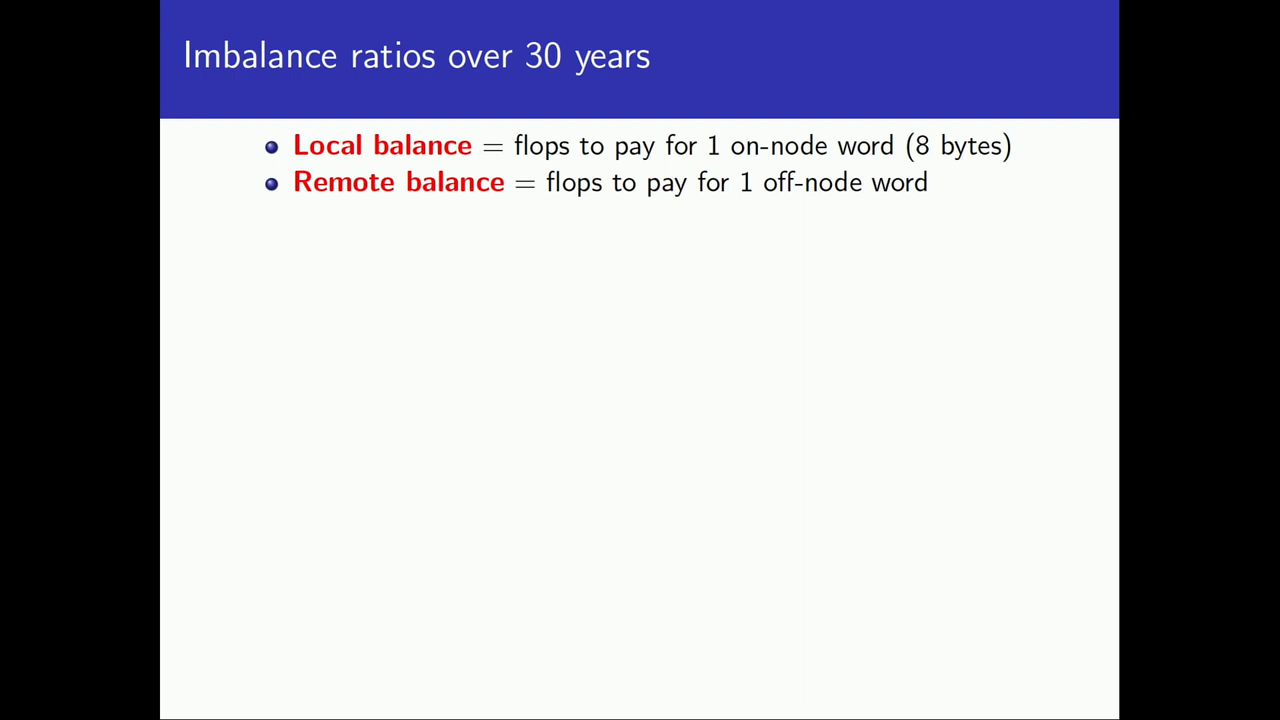 Imbalance ratios over 30 years
Local balance = flops to pay for 1 on-node word (8 bytes)
Remote balance = flops to pay for 1 off-node word